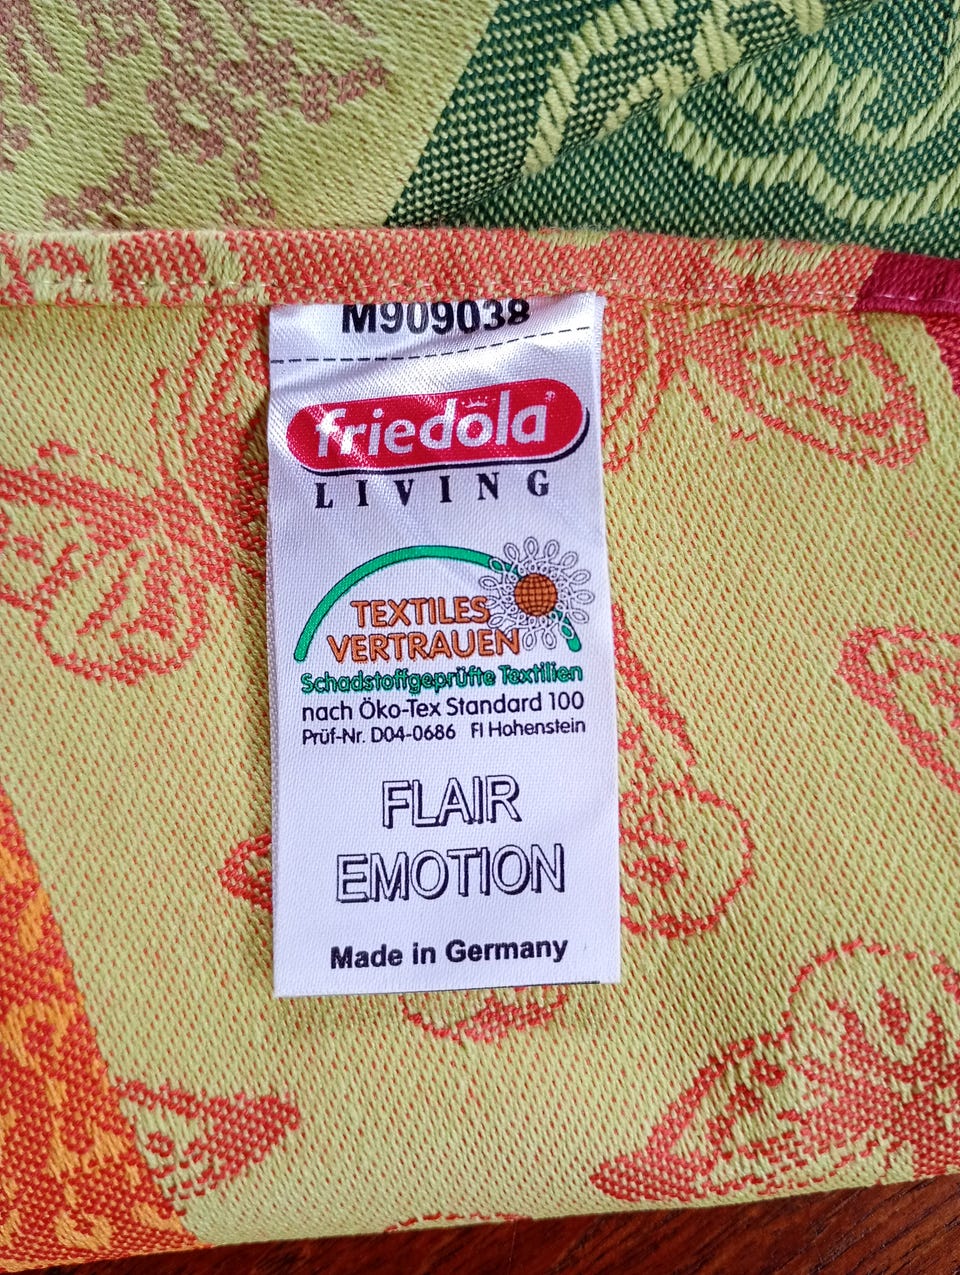 M909038
friedola®
LIVING
TEXTILES
VERTRAUEN
Schadstoffgeprüfte Textilien
nach Öko-Tex Standard 100
Prüf-Nr. D04-0686 FI Hohenstein
FLAIR
EMOTION
Made in Germany